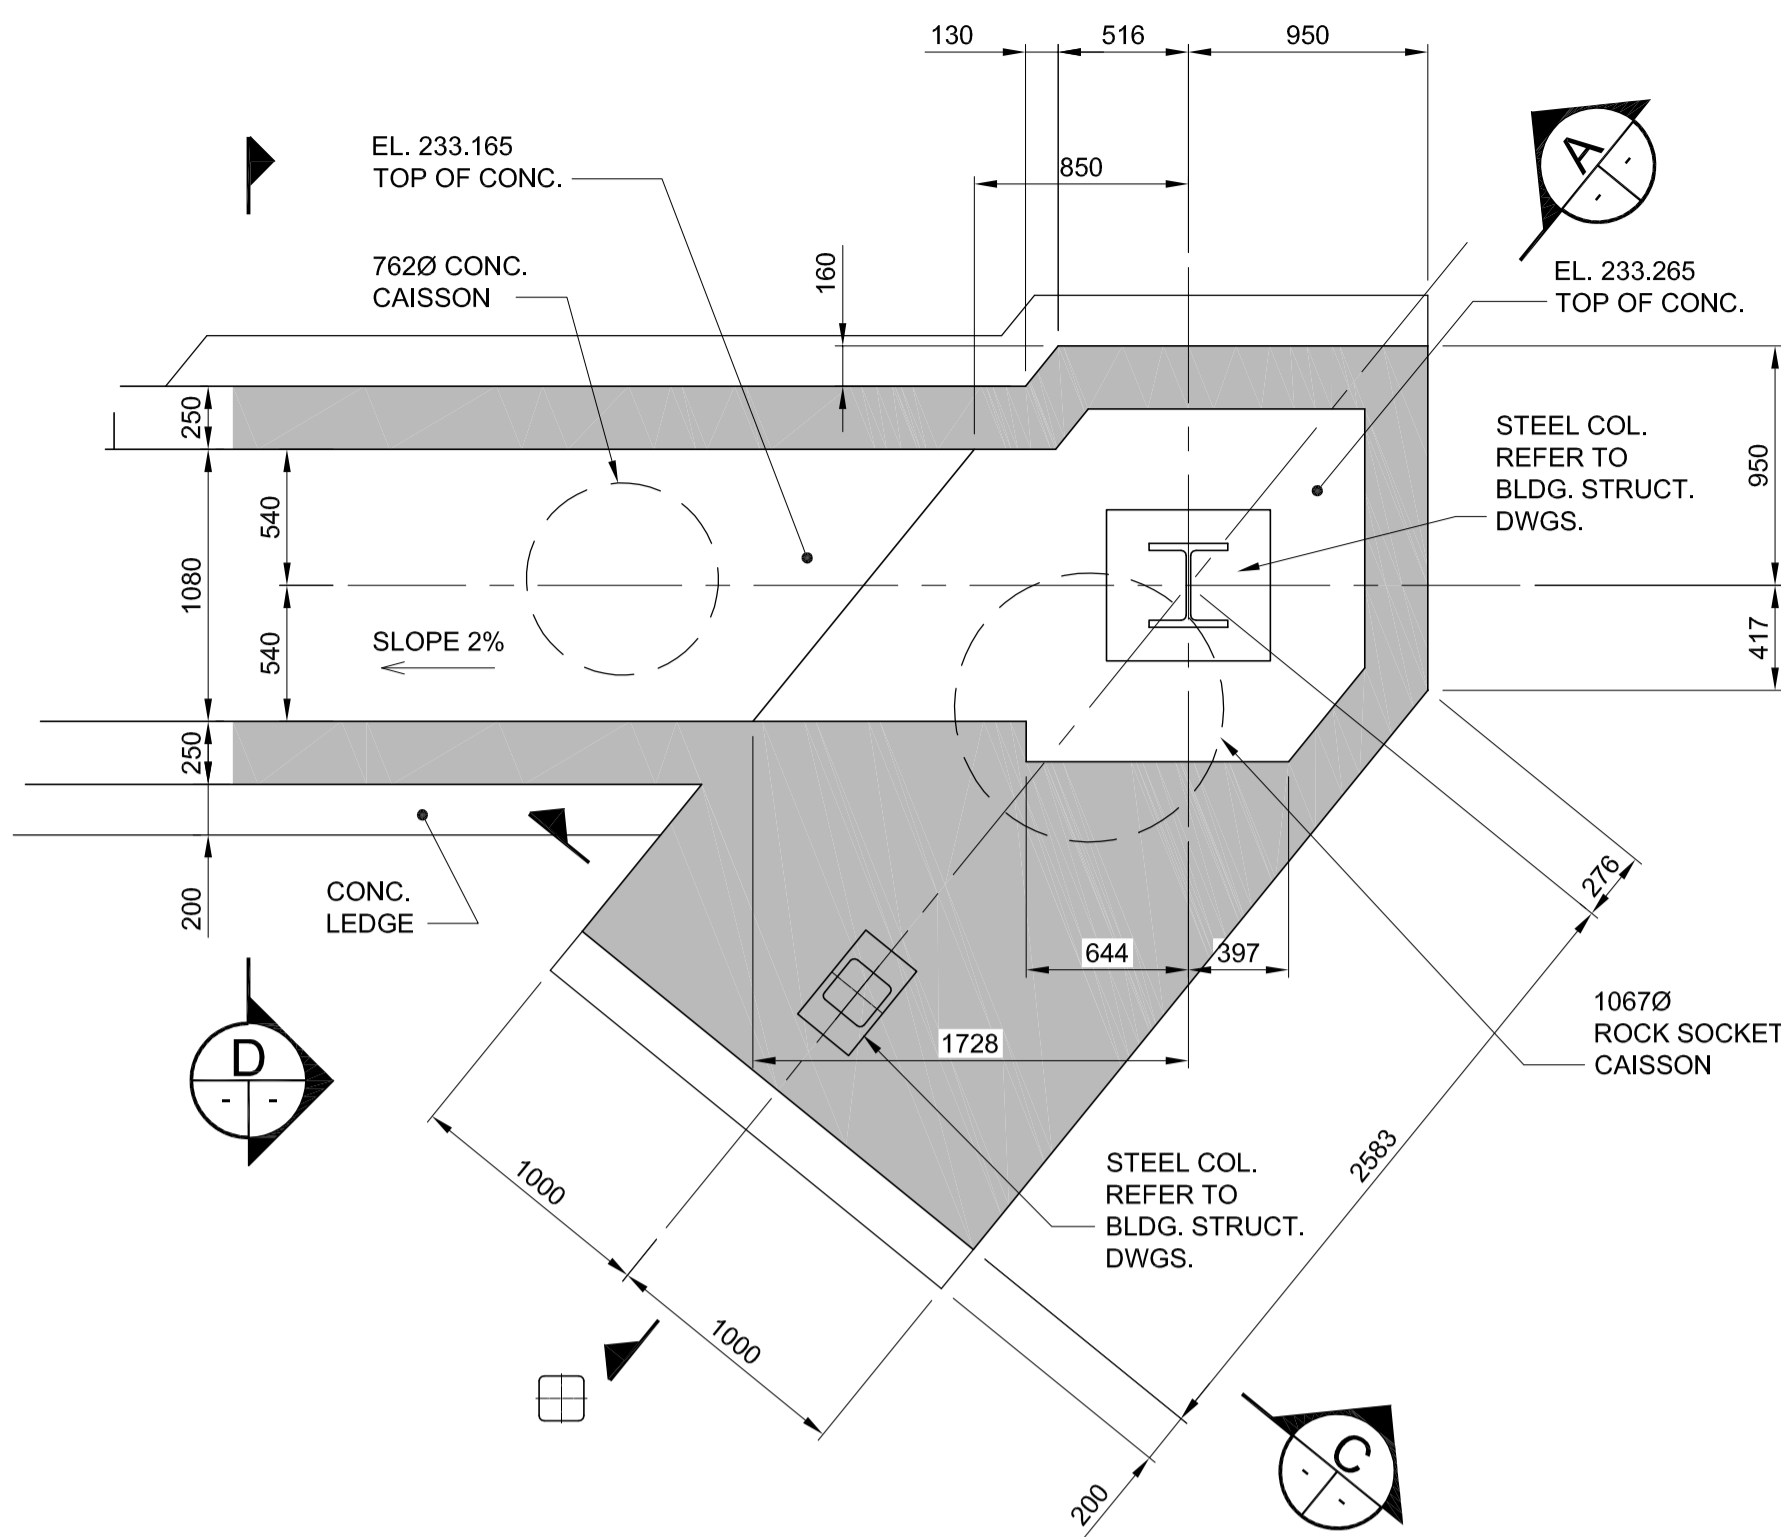 130
516
950
850
EL. 233.165
TOP OF CONC.
A
-
-
762Ø CONC.
CAISSON
160
EL. 233.265
TOP OF CONC.
250
STEEL COL.
REFER TO
BLDG. STRUCT.
DWGS.
950
540
1080
540
SLOPE 2%
417
250
200
CONC.
LEDGE
276
644
397
1067Ø
ROCK SOCKET
CAISSON
D
-
-
1728
2583
STEEL COL.
REFER TO
BLDG. STRUCT.
DWGS.
1000
1000
C
-
-
200